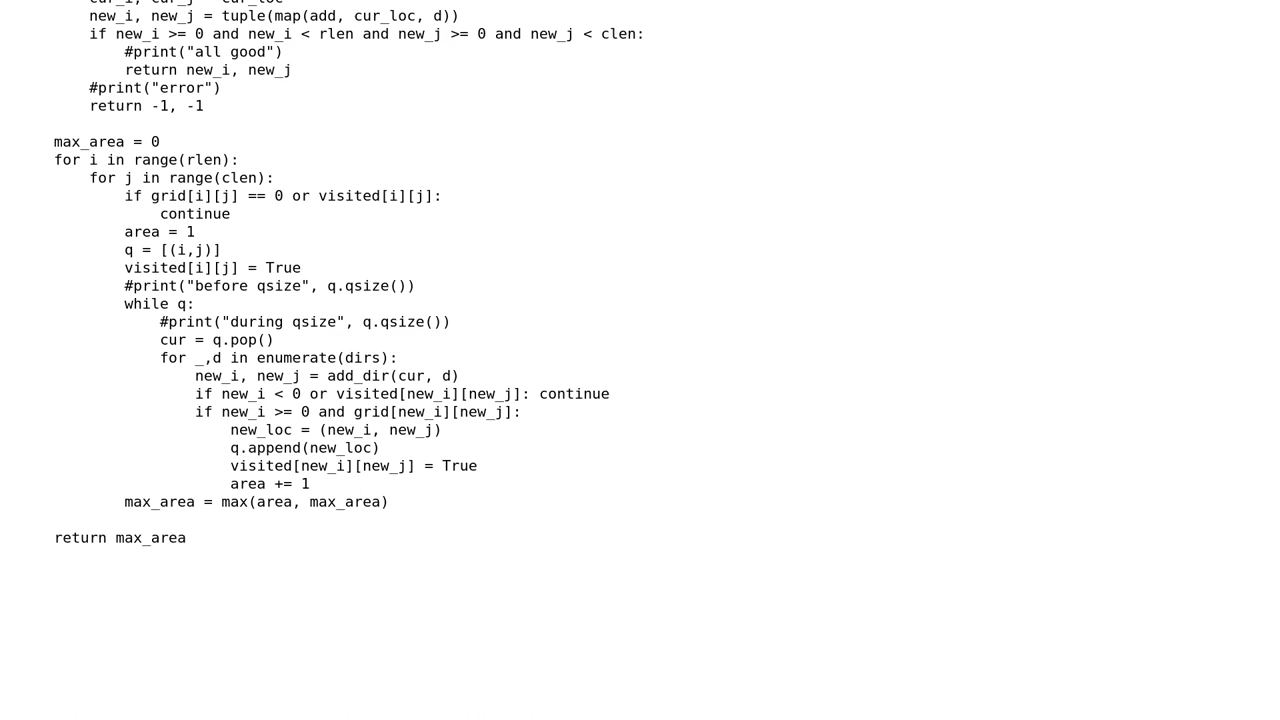 cur_i, cur_j = cur_loc
        new_i, new_j = tuple(map(add, cur_loc, d))
        if new_i >= 0 and new_i < rlen and new_j >= 0 and new_j < clen:
            #print("all good")
            return new_i, new_j
        #print("error")
        return -1, -1

    max_area = 0
    for i in range(rlen):
        for j in range(clen):
            if grid[i][j] == 0 or visited[i][j]:
                continue
            area = 1
            q = [(i,j)]
            visited[i][j] = True
            #print("before qsize", q.qsize())
            while q:
                #print("during qsize", q.qsize())
                cur = q.pop()
                for _,d in enumerate(dirs):
                    new_i, new_j = add_dir(cur, d)
                    if new_i < 0 or visited[new_i][new_j]: continue
                    if new_i >= 0 and grid[new_i][new_j]:
                        new_loc = (new_i, new_j)
                        q.append(new_loc)
                        visited[new_i][new_j] = True
                        area += 1
            max_area = max(area, max_area)

    return max_area